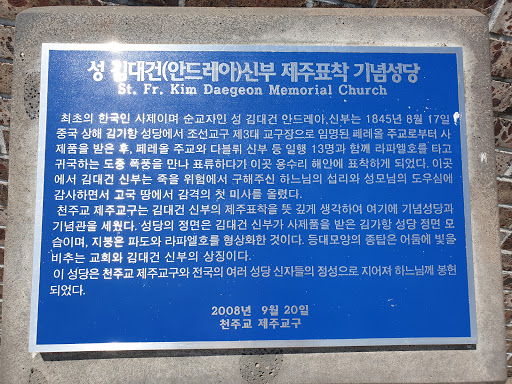 성 김대건(안드레아)신부 제주표착 기념성당
St. Fr. Kim Daegeon Memorial Church
최초의 한국인 사제이며 순교자인 성 김대건 안드레아.신부는 1845년 8월 17일
중국 상해 김가항 성당에서 조선교구 제3대 교구장으로 임명된 페레올 주교로부터 사
제품을 받은 후, 페레올 주교와 다블뤼 신부 등 일행 13명과 함께 라파엘호를 타고
귀국하는 도중 폭풍을 만나 표류하다가 이곳 용수리 해안에 표착하게 되었다. 이곳
에서 김대건 신부는 죽을 위험에서 구해주신 하느님의 섭리와 성모님의 도우심에
감사하면서 고국 땅에서 감격의 첫 미사를 올렸다.
천주교 제주교구는 김대건 신부의 제주표착을 뜻 깊게 생각하여 여기에 기념성당과
기념관을 세웠다. 성당의 정면은 김대건 신부가 사제품을 받은 김가항 성당 정면 모
습이며, 지붕은 파도와 라파엘호를 형상화한 것이다. 등대모양의 종탑은 어둠에 빛을
비추는 교회와 김대건 신부의 상징이다.
이 성당은 천주교 제주교구와 전국의 여러 성당 신자들의 정성으로 지어져 하느님께 봉헌
되었다.
2008년 9월 20일
천주교 제주교구